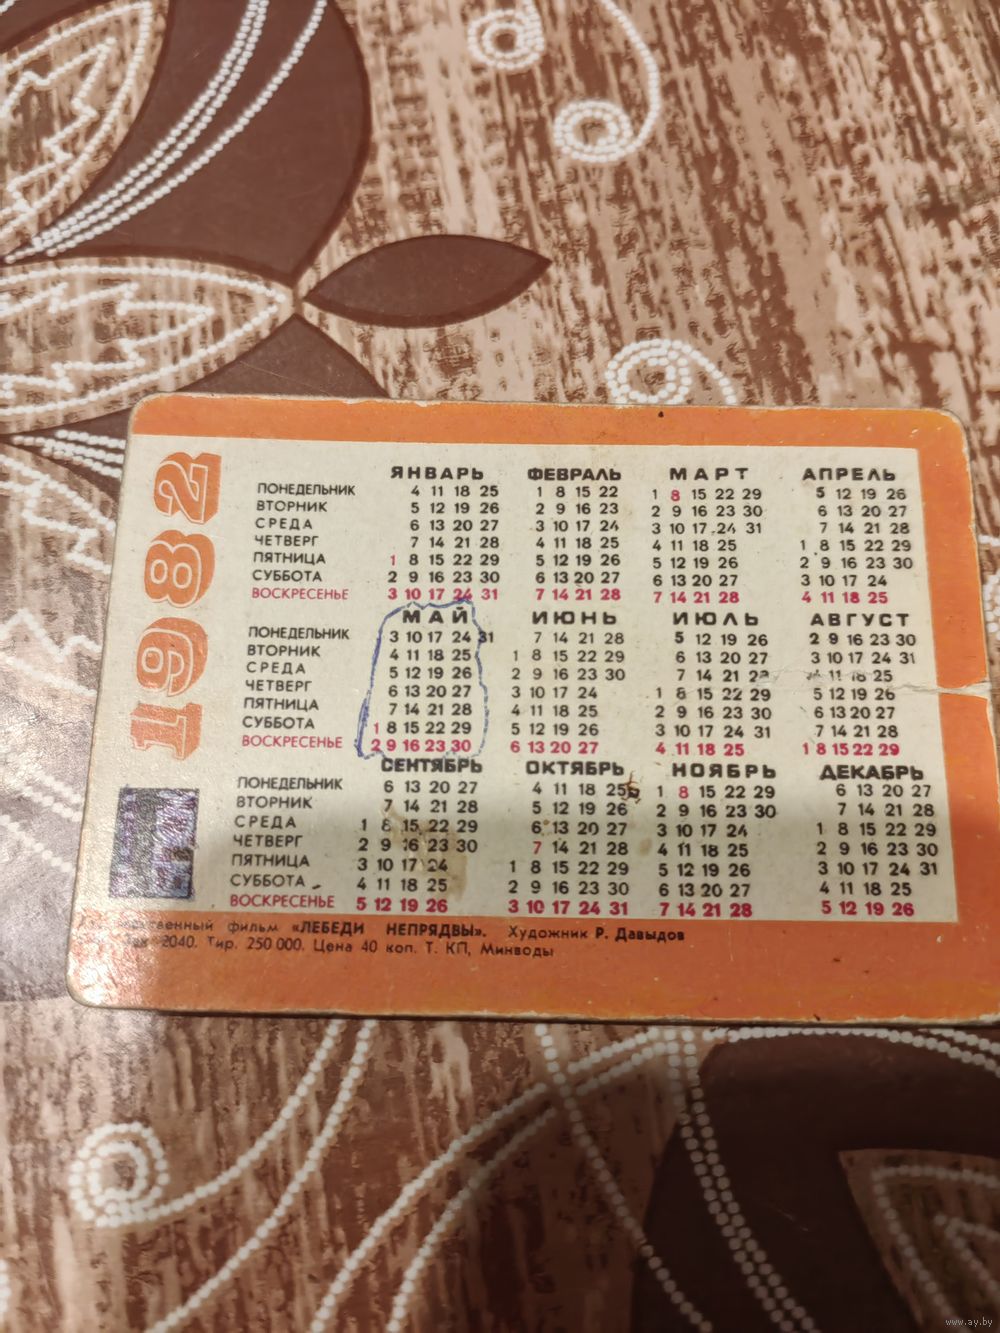 1982
ЯНВАРЬ ФЕВРАЛЬ МАРТ АПРЕЛЬ
ПОНЕДЕЛЬНИК 4 11 18 25 1 8 15 22 1 8 15 22 29 5 12 19 26
ВТОРНИК 5 12 19 26 2 9 16 23 2 9 16 23 30 6 13 20 27
СРЕДА 6 13 20 27 3 10 17 24 3 10 17 24 31 7 14 21 28
ЧЕТВЕРГ 7 14 21 28 4 11 18 25 4 11 18 25 1 8 15 22 29
ПЯТНИЦА 1 8 15 22 29 5 12 19 26 5 12 19 26 2 9 16 23 30
СУББОТА 2 9 16 23 30 6 13 20 27 6 13 20 27 3 10 17 24
ВОСКРЕСЕНЬЕ 3 10 17 24 31 7 14 21 28 7 14 21 28 4 11 18 25
МАЙ ИЮНЬ ИЮЛЬ АВГУСТ
ПОНЕДЕЛЬНИК 3 10 17 24 31 7 14 21 28 5 12 19 26 2 9 16 23 30
ВТОРНИК 4 11 18 25 1 8 15 22 29 6 13 20 27 3 10 17 24 31
СРЕДА 5 12 19 26 2 9 16 23 30 7 14 21 28 4 11 18 25
ЧЕТВЕРГ 6 13 20 27 3 10 17 24 1 8 15 22 29 5 12 19 26
ПЯТНИЦА 7 14 21 28 4 11 18 25 2 9 16 23 30 6 13 20 27
СУББОТА 1 8 15 22 29 5 12 19 26 3 10 17 24 31 7 14 21 28
ВОСКРЕСЕНЬЕ 2 9 16 23 30 6 13 20 27 4 11 18 25 1 8 15 22 29
СЕНТЯБРЬ ОКТЯБРЬ НОЯБРЬ ДЕКАБРЬ
ПОНЕДЕЛЬНИК 6 13 20 27 4 11 18 25 1 8 15 22 29 6 13 20 27
ВТОРНИК 7 14 21 28 5 12 19 26 2 9 16 23 30 7 14 21 28
СРЕДА 1 8 15 22 29 6 13 20 27 3 10 17 24 1 8 15 22 29
ЧЕТВЕРГ 2 9 16 23 30 7 14 21 28 4 11 18 25 2 9 16 23 30
ПЯТНИЦА 3 10 17 24 1 8 15 22 29 5 12 19 26 3 10 17 24 31
СУББОТА 4 11 18 25 2 9 16 23 30 6 13 20 27 4 11 18 25
ВОСКРЕСЕНЬЕ 5 12 19 26 3 10 17 24 31 7 14 21 28 5 12 19 26
фильм «ЛЕБЕДИ НЕПРЯДВЫ». Художник Р. Давыдов
2040. Тир. 250 000. Цена 40 коп. Т. КП, Минводы
www.ay.by